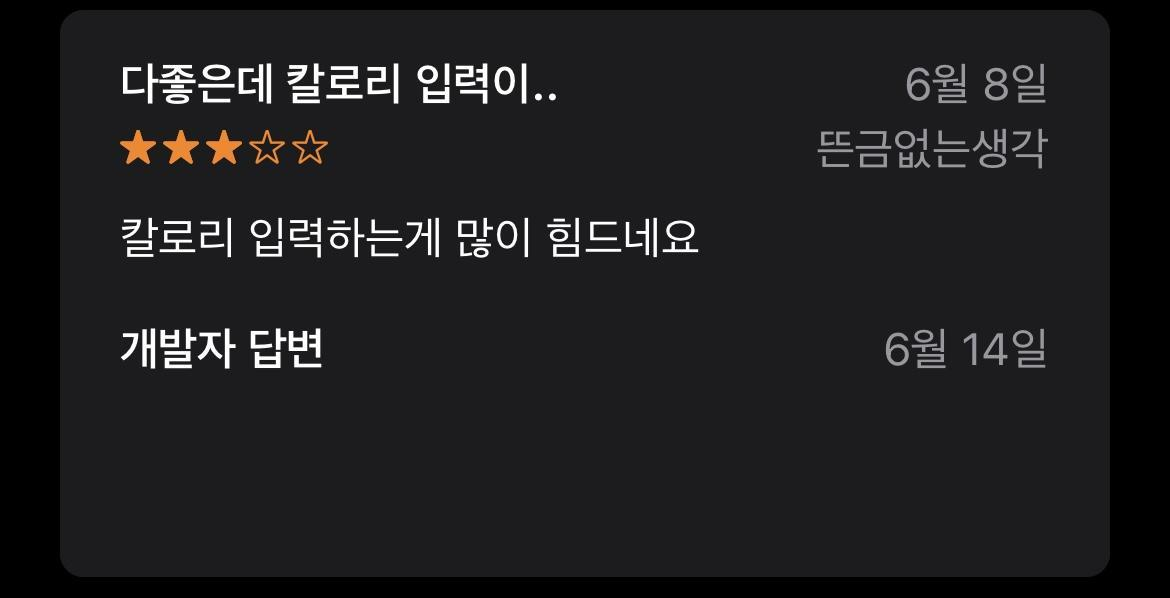 다좋은데 칼로리 입력이.. 6월 8일
★★★☆☆ 뜬금없는생각
칼로리 입력하는게 많이 힘드네요
개발자 답변 6월 14일